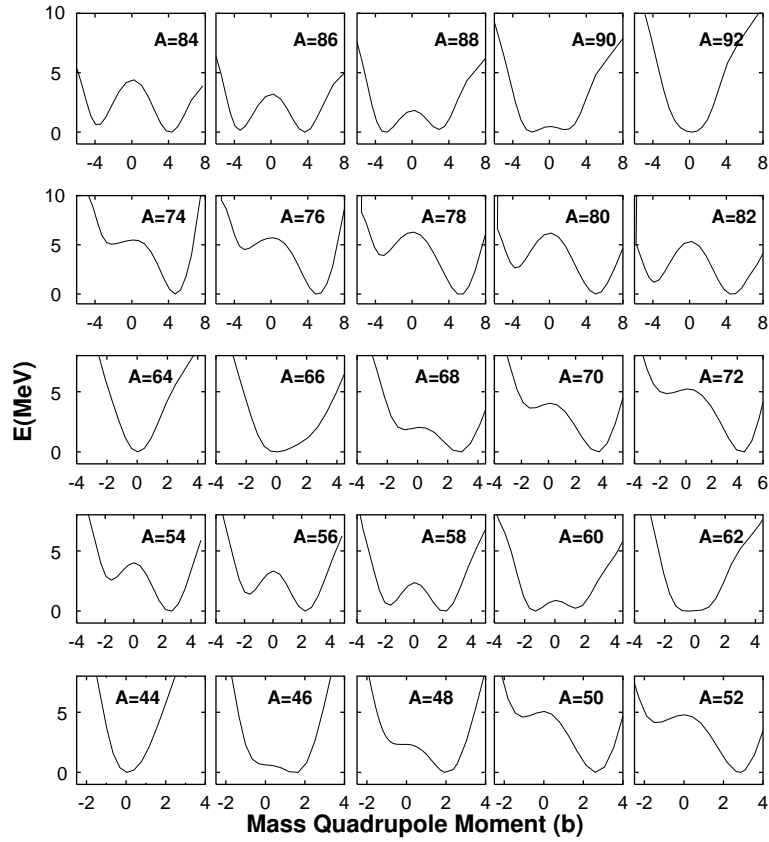 10
5
0
A=84
A=86
A=88
A=90
A=92
-4 0 4 8
-4 0 4 8
-4 0 4 8
-4 0 4 8
-4 0 4 8
10
5
0
A=74
A=76
A=78
A=80
A=82
-4 0 4 8
-4 0 4 8
-4 0 4 8
-4 0 4 8
-4 0 4 8
E(MeV)
5
0
A=64
A=66
A=68
A=70
A=72
-4 -2 0 2 4
-4 -2 0 2 4
-4 -2 0 2 4
-4 -2 0 2 4
-4 -2 0 2 4 6
5
0
A=54
A=56
A=58
A=60
A=62
-4 -2 0 2 4
-4 -2 0 2 4
-4 -2 0 2 4
-4 -2 0 2 4
-4 -2 0 2 4
5
0
A=44
A=46
A=48
A=50
A=52
-2 0 2 4
-2 0 2 4
-2 0 2 4
-2 0 2 4
-2 0 2 4
Mass Quadrupole Moment (b)